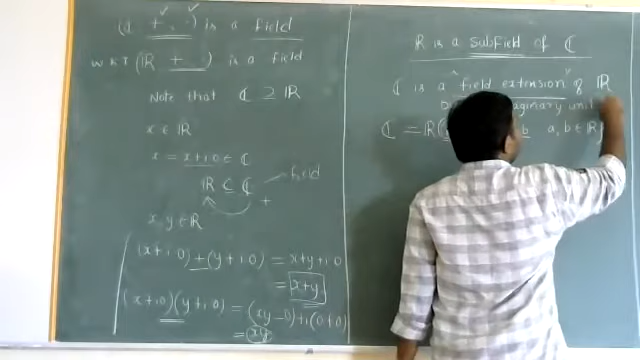 (ℂ, +, ·) is a field
W.K.T (ℝ, +, ·) is a field
Note that ℂ ⊇ ℝ
x ∈ ℝ
x = x+i0 ∈ ℂ
ℝ ⊆ ℂ field
+
x, y ∈ ℝ
(x+i0) + (y+i0) = x+y+i0
= x+y
(x+i0)(y+i0) = (xy-0)+i(0+0)
= xy
ℝ is a subfield of ℂ
ℂ is a field extension of ℝ
imaginary unit
ℂ = ℝ( b a, b ∈ ℝ